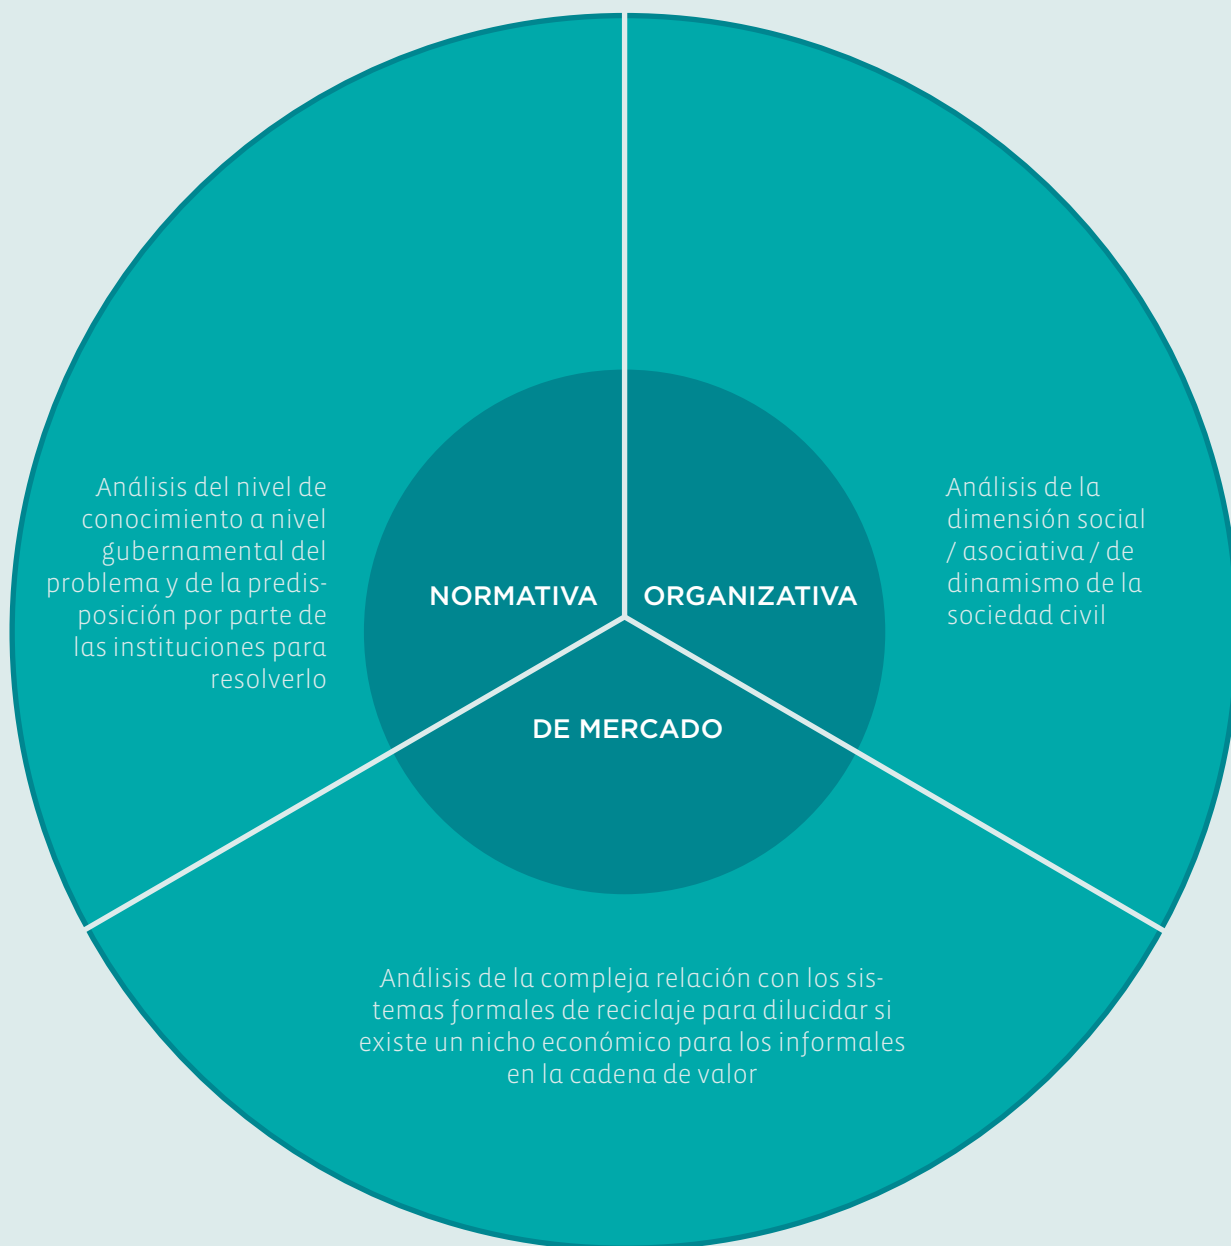 NORMATIVA
Análisis del nivel de
conocimiento a nivel
gubernamental del
problema y de la predis-
posición por parte de
las instituciones para
resolverlo
ORGANIZATIVA
Análisis de la
dimensión social
/ asociativa / de
dinamismo de la
sociedad civil
DE MERCADO
Análisis de la compleja relación con los sis-
temas formales de reciclaje para dilucidar si
existe un nicho económico para los informales
en la cadena de valor